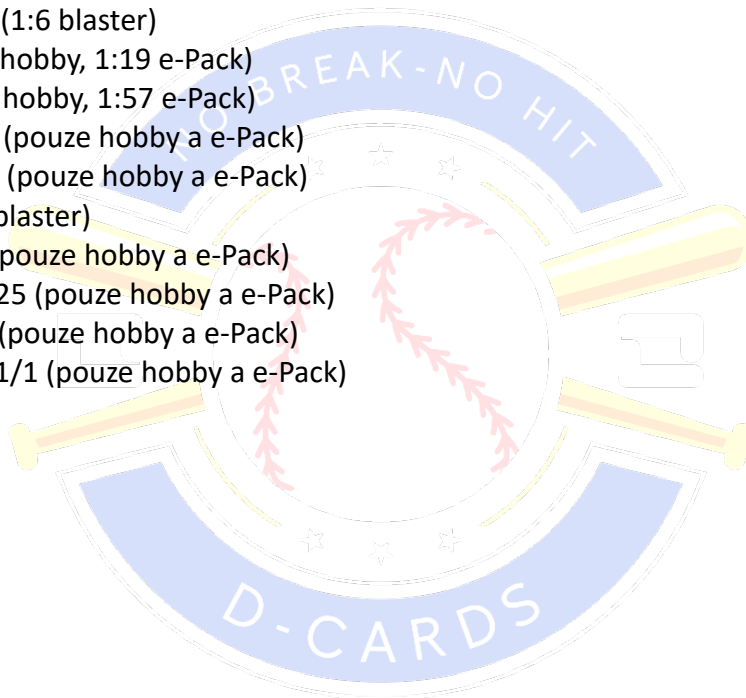 (1:6 blaster)
hobby, 1:19 e-Pack)
hobby, 1:57 e-Pack)
(pouze hobby a e-Pack)
(pouze hobby a e-Pack)
blaster)
pouze hobby a e-Pack)
25 (pouze hobby a e-Pack)
(pouze hobby a e-Pack)
1/1 (pouze hobby a e-Pack)
NO BREAK-NO HIT
D-CARDS